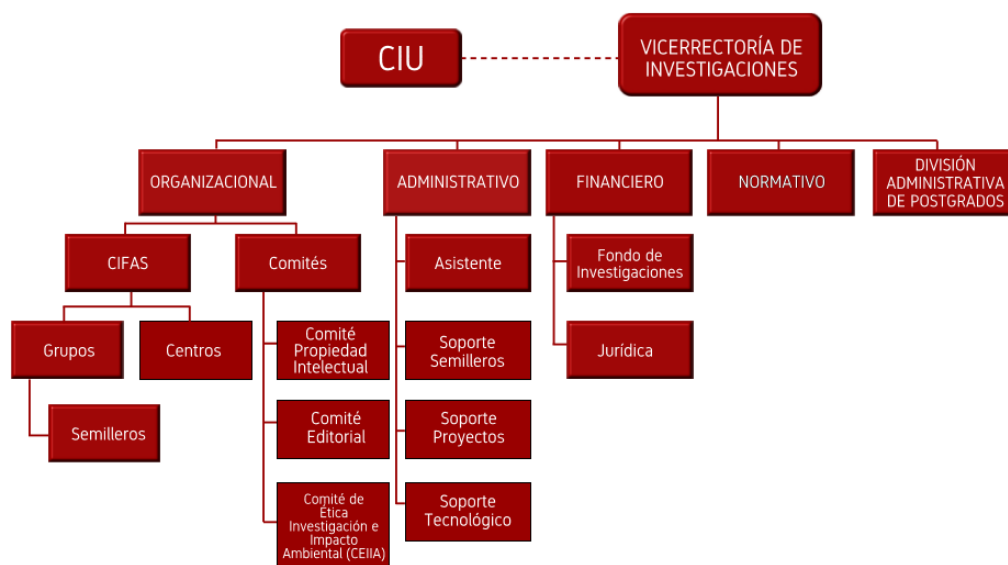 CIU
VICERRECTORÍA DE
INVESTIGACIONES
ORGANIZACIONAL
ADMINISTRATIVO
FINANCIERO
NORMATIVO
DIVISIÓN
ADMINISTRATIVA
DE POSTGRADOS
CIFAS
Comités
Asistente
Fondo de
Investigaciones
Grupos
Centros
Comité
Propiedad
Intelectual
Soporte
Semilleros
Jurídica
Semilleros
Comité
Editorial
Soporte
Proyectos
Comité de
Ética
Investigación e
Impacto
Ambiental (CEIIA)
Soporte
Tecnológico